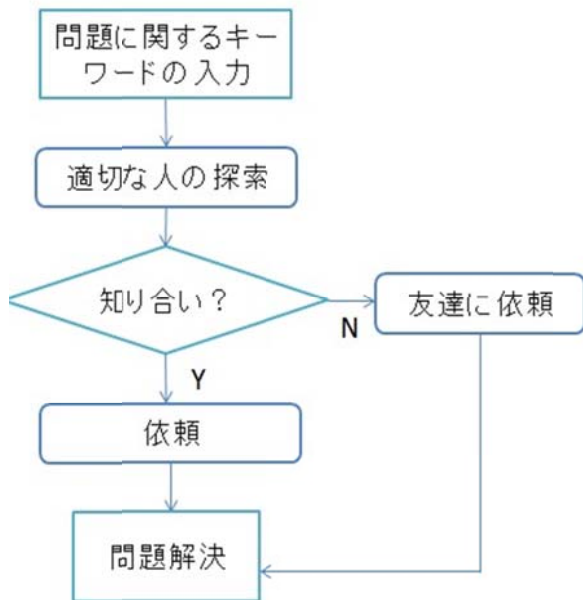 問題に関するキー
ワードの入力
適切な人の探索
知り合い？
友達に依頼
N
Y
依頼
問題解決